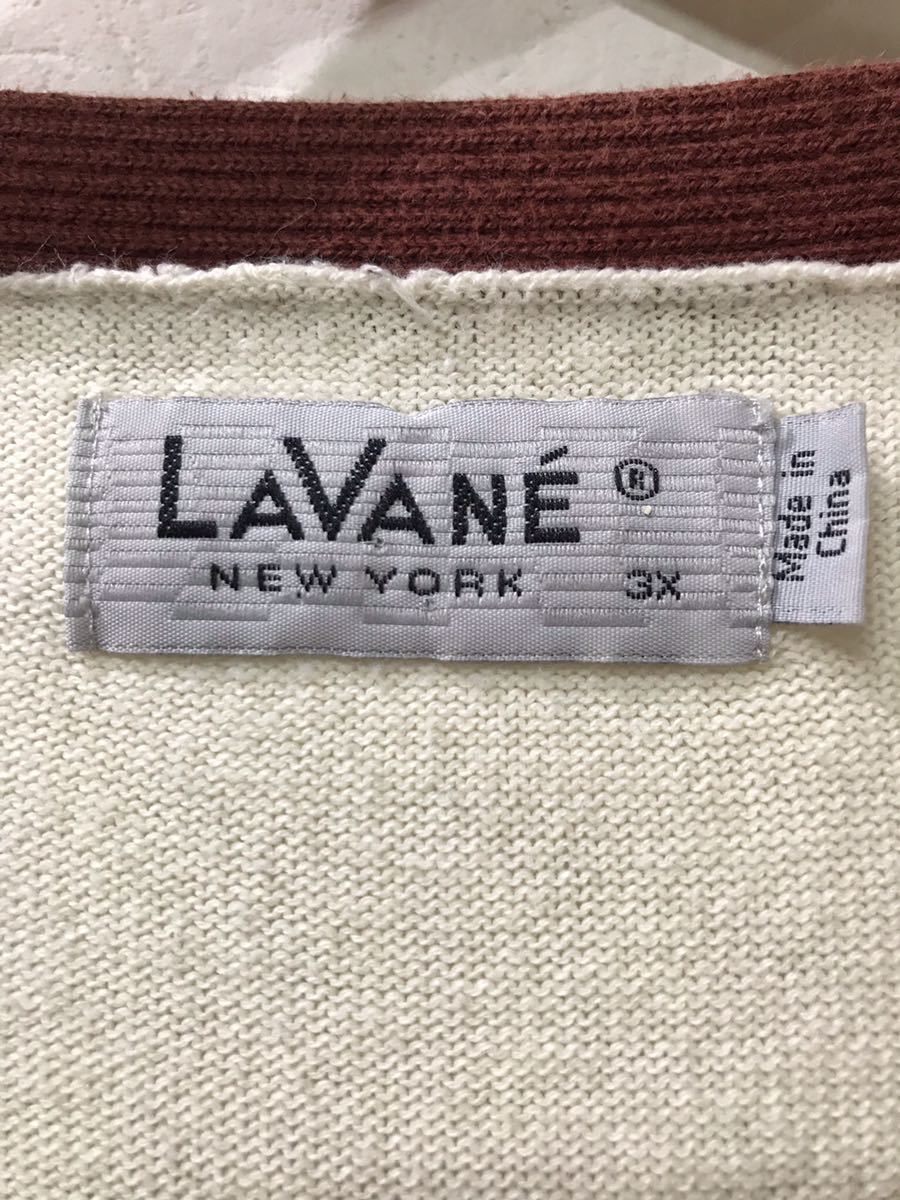 LAVANÉ ®
NEW YORK 3X
Made in
China